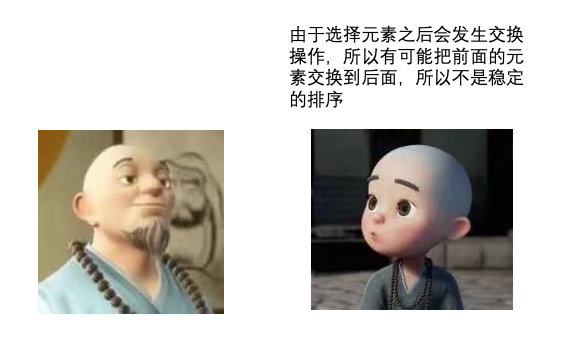 由于选择元素之后会发生交换
操作，所以有可能把前面的元
素交换到后面，所以不是稳定
的排序